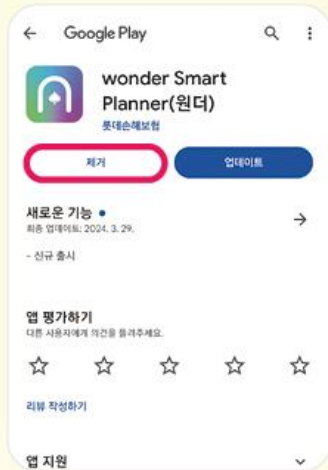 Google Play
wonder Smart
Planner(원더)
롯데손해보험
제거
업데이트
새로운 기능
최종 업데이트: 2024. 3. 29.
- 신규 출시
앱 평가하기
다른 사용자에게 의견을 들려주세요.
리뷰 작성하기
앱 지원